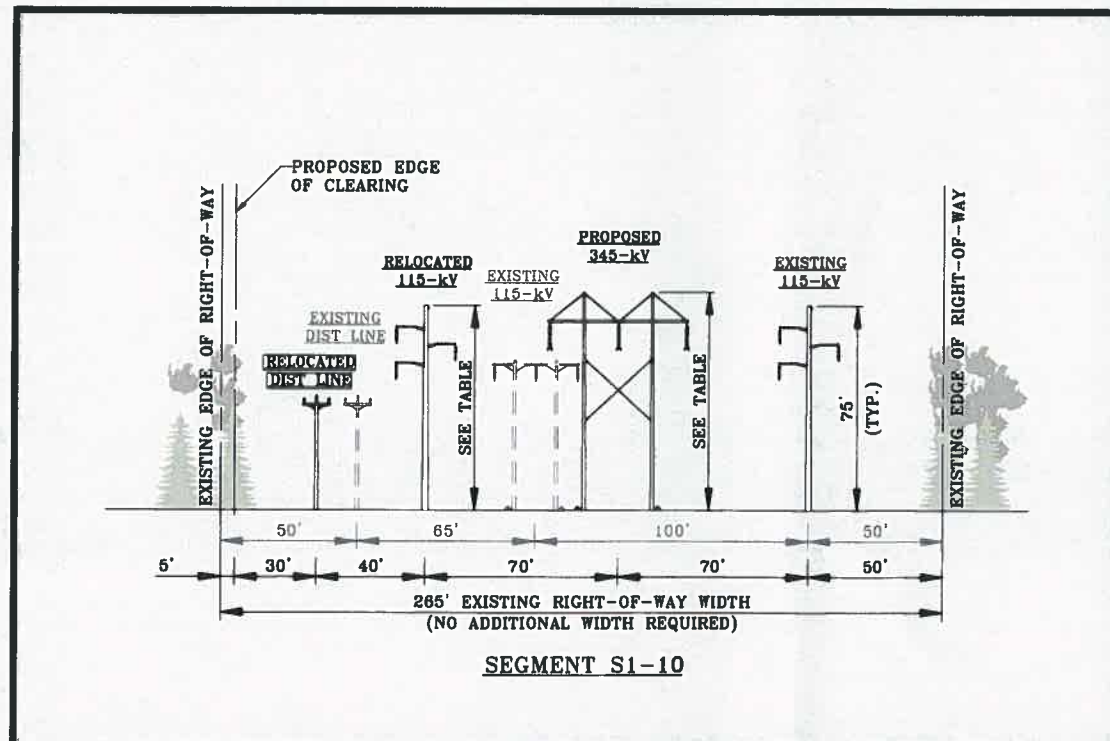 PROPOSED EDGE
OF CLEARING
EXISTING EDGE OF RIGHT-OF-WAY
EXISTING
DIST LINE
RELOCATED
DIST LINE
RELOCATED
115-kV
SEE TABLE
EXISTING
115-kV
PROPOSED
345-kV
SEE TABLE
EXISTING
115-kV
75'
(TYP.)
EXISTING EDGE OF RIGHT-OF-WAY
50'
65'
100'
50'
5'
30'
40'
70'
70'
50'
265' EXISTING RIGHT-OF-WAY WIDTH
(NO ADDITIONAL WIDTH REQUIRED)
SEGMENT S1-10